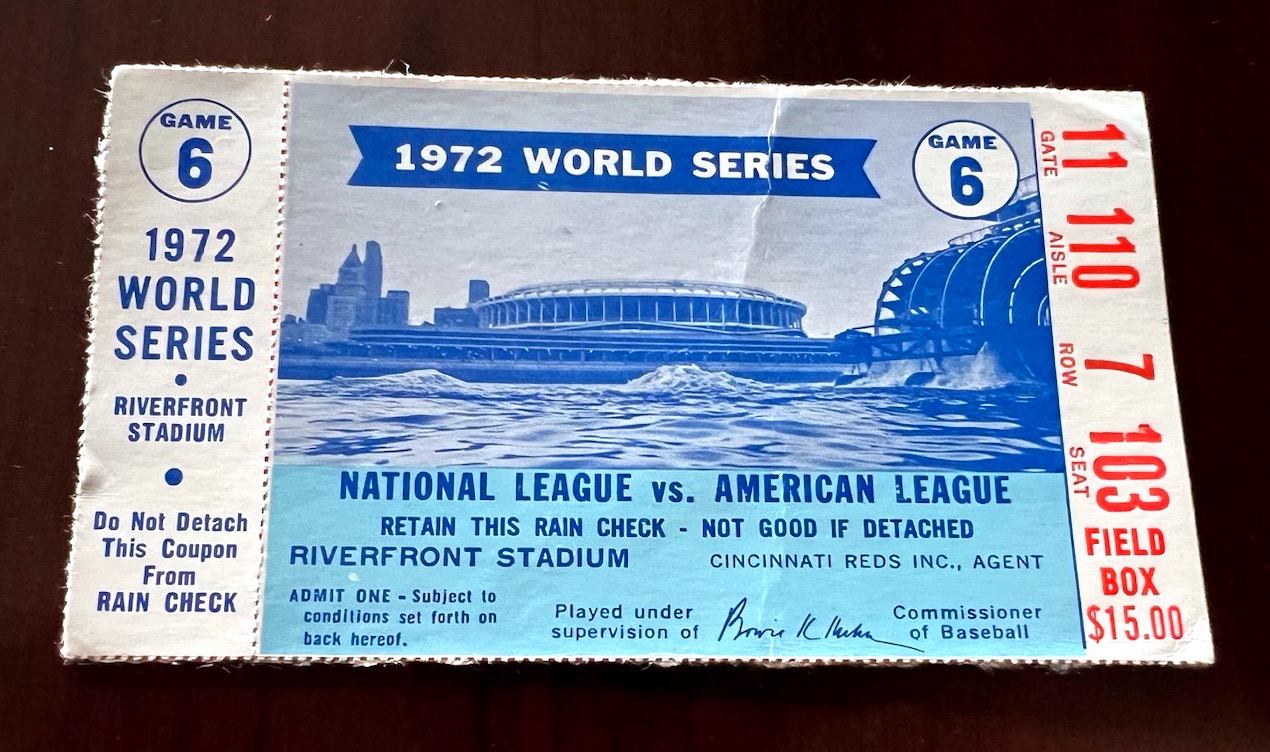 GAME
6
1972
WORLD
SERIES
•
RIVERFRONT
STADIUM
•
Do Not Detach
This Coupon
From
RAIN CHECK
1972 WORLD SERIES
GAME
6
NATIONAL LEAGUE vs. AMERICAN LEAGUE
RETAIN THIS RAIN CHECK - NOT GOOD IF DETACHED
RIVERFRONT STADIUM CINCINNATI REDS INC., AGENT
ADMIT ONE - Subject to
conditions set forth on
back hereof.
Played under
supervision of
Bowie K Kuhn
Commissioner
of Baseball
11
GATE
110
AISLE
7
ROW
103
SEAT
FIELD
BOX
$15.00